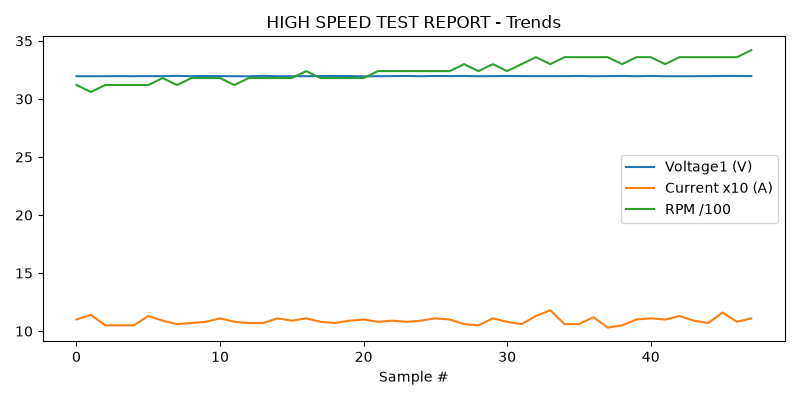 HIGH SPEED TEST REPORT - Trends
35
30
25
20
15
10
Voltage1 (V)
Current x10 (A)
RPM /100
0 10 20 30 40
Sample #